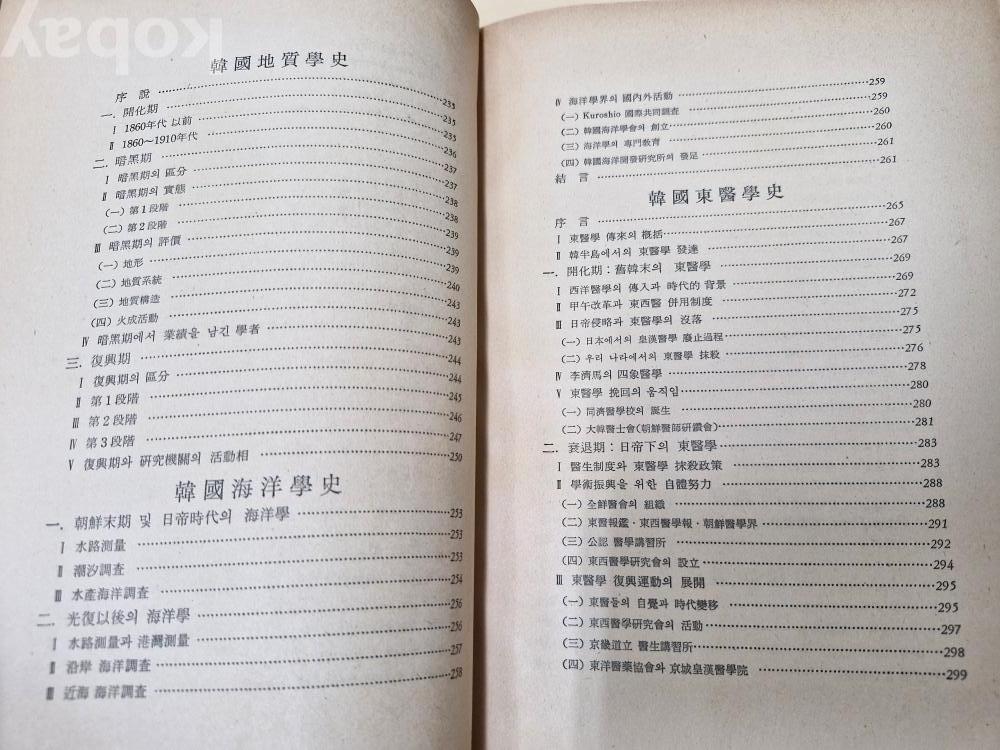 kobay
韓國地質學史
序 說 235
一. 開化期 235
Ⅰ 1860年代 以前 235
Ⅱ 1860~1910年代 236
二. 暗黑期 237
Ⅰ 暗黑期의 區分 237
Ⅱ 暗黑期의 實態 238
(一) 第1段階 238
(二) 第2段階 239
Ⅲ 暗黑期의 評價 239
(一) 地形 239
(二) 地質系統 240
(三) 地質構造 243
(四) 火成活動 243
Ⅳ 暗黑期에서 業績을 남긴 學者 243
三. 復興期 244
Ⅰ 復興期의 區分 244
Ⅱ 第1段階 245
Ⅲ 第2段階 246
Ⅳ 第3段階 247
Ⅴ 復興期와 研究機關의 活動相 250
韓國海洋學史
一. 朝鮮末期 및 日帝時代의 海洋學 253
Ⅰ 水路測量 253
Ⅱ 潮汐調査 253
Ⅲ 水產海洋調査 254
二. 光復以後의 海洋學 256
Ⅰ 水路測量과 港灣測量 256
Ⅱ 沿岸 海洋調査 257
Ⅲ 近海 海洋調査 258
Ⅳ 海洋學界의 國內外活動 259
(一) Kuroshio 國際共同調査 259
(二) 韓國海洋學會의 創立 260
(三) 海洋學의 專門敎育 260
(四) 韓國海洋開發研究所의 發足 261
結 言 261
韓國東醫學史
序 言 265
Ⅰ 東醫學 傳來의 概括 267
Ⅱ 韓半島에서의 東醫學 發達 267
一. 開化期: 舊韓末의 東醫學 269
Ⅰ 西洋醫學의 傳入과 時代的 背景 269
Ⅱ 甲午改革과 東西醫 併用制度 272
Ⅲ 日帝侵略과 東醫學의 沒落 275
(一) 日本에서의 皇漢醫學 廢止過程 275
(二) 우리 나라에서의 東醫學 抹殺 276
Ⅳ 李濟馬의 四象醫學 278
Ⅴ 東醫學 挽回의 움직임 280
(一) 同濟醫學校의 誕生 280
(二) 大韓醫士會(朝鮮醫師研鑽會) 281
二. 衰退期: 日帝下의 東醫學 283
Ⅰ 醫生制度와 東醫學 抹殺政策 283
Ⅱ 學術振興을 위한 自體努力 288
(一) 全鮮醫會의 組織 288
(二) 東醫報鑑·東西醫學報·朝鮮醫學界 291
(三) 公認 醫學講習所 292
(四) 東西醫學研究會의 設立 294
Ⅲ 東醫學 復興運動의 展開 295
(一) 東醫들의 自覺과 時代變移 295
(二) 東西醫學研究會의 活動 297
(三) 京畿道立 醫生講習所 298
(四) 東洋醫藥協會와 京城皇漢醫學院 299